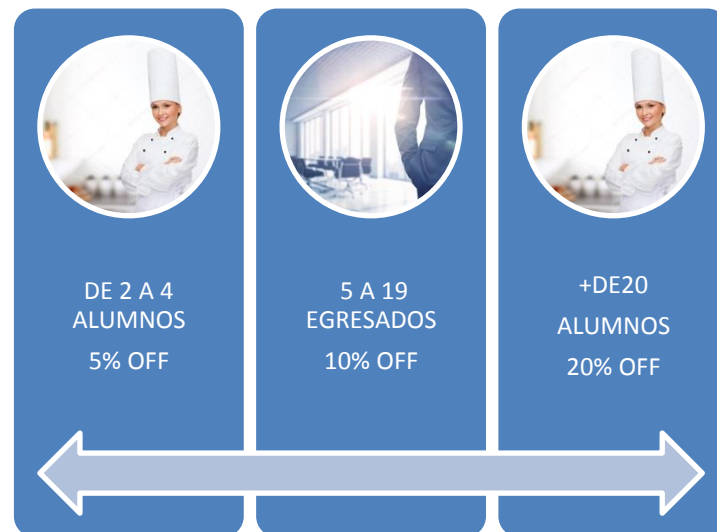 DE 2 A 4
ALUMNOS
5% OFF
5 A 19
EGRESADOS
10% OFF
+DE20
ALUMNOS
20% OFF